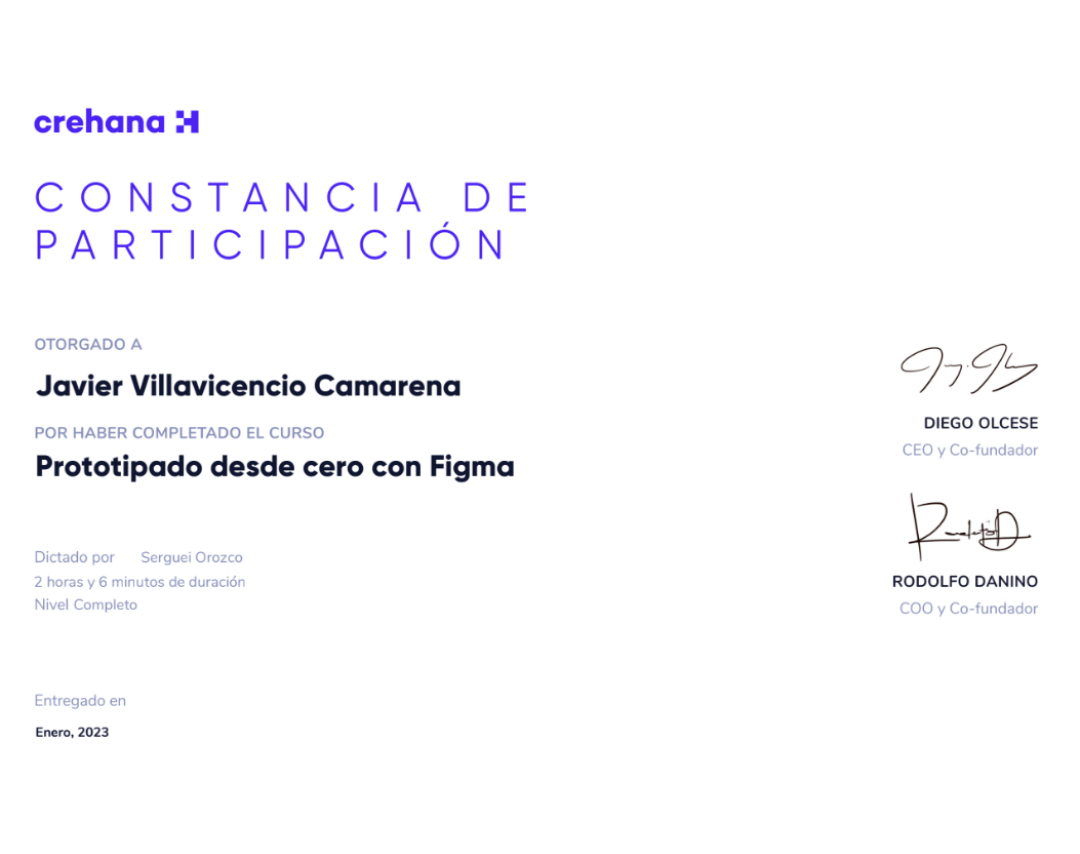 crehana
CONSTANCIA DE
PARTICIPACIÓN
OTORGADO A
Javier Villavicencio Camarena
POR HABER COMPLETADO EL CURSO
Prototipado desde cero con Figma
Dictado por Serguei Orozco
2 horas y 6 minutos de duración
Nivel Completo
Entregado en
Enero, 2023
DIEGO OLCESE
CEO y Co-fundador
RODOLFO DANINO
COO y Co-fundador